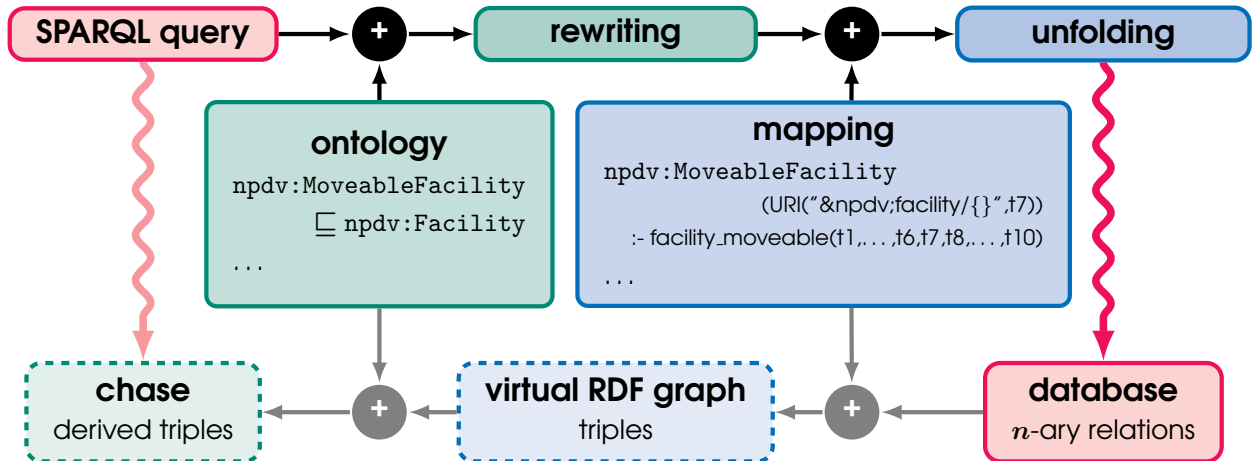 SPARQL query
+
rewriting
+
unfolding
ontology
npdv:MoveableFacility
⊑ npdv:Facility
...
mapping
npdv:MoveableFacility
(URI("&npdv;facility/{}",t7))
:- facility_moveable(t1,...,t6,t7,t8,...,t10)
...
chase
derived triples
+
virtual RDF graph
triples
+
database
n-ary relations